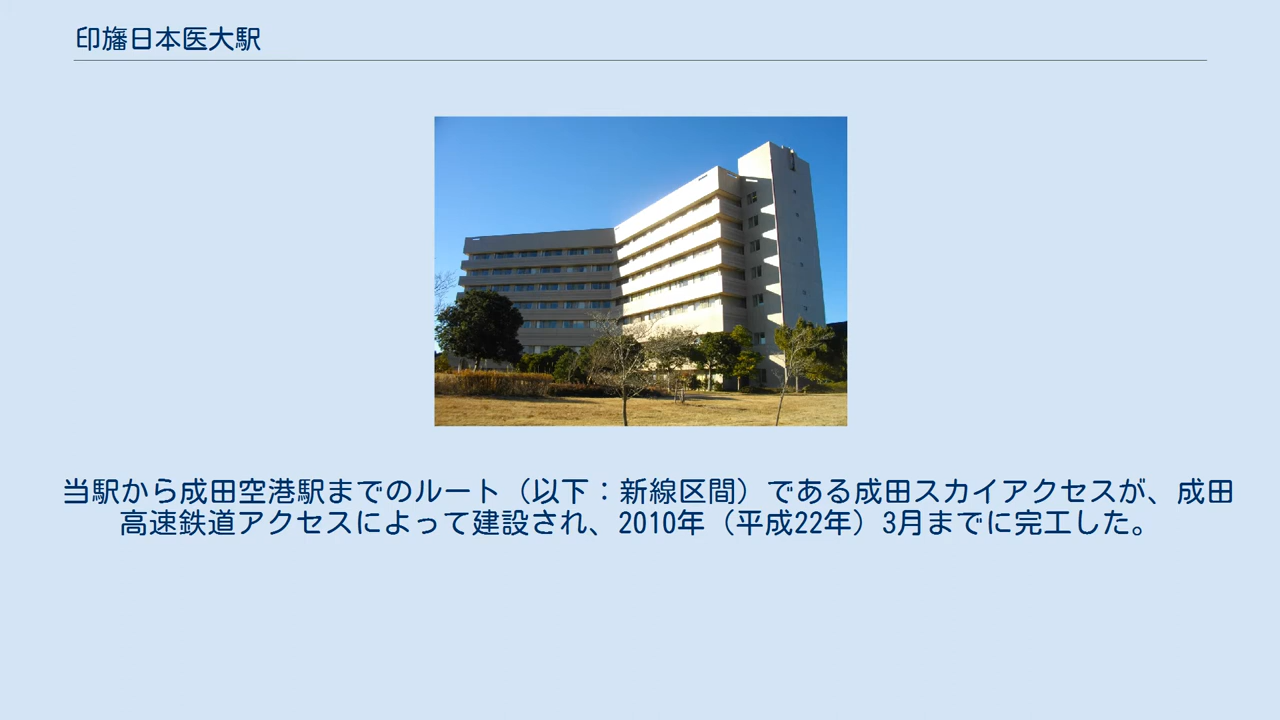 印旛日本医大駅
当駅から成田空港駅までのルート（以下：新線区間）である成田スカイアクセスが、成田
高速鉄道アクセスによって建設され、2010年（平成22年）3月までに完工した。